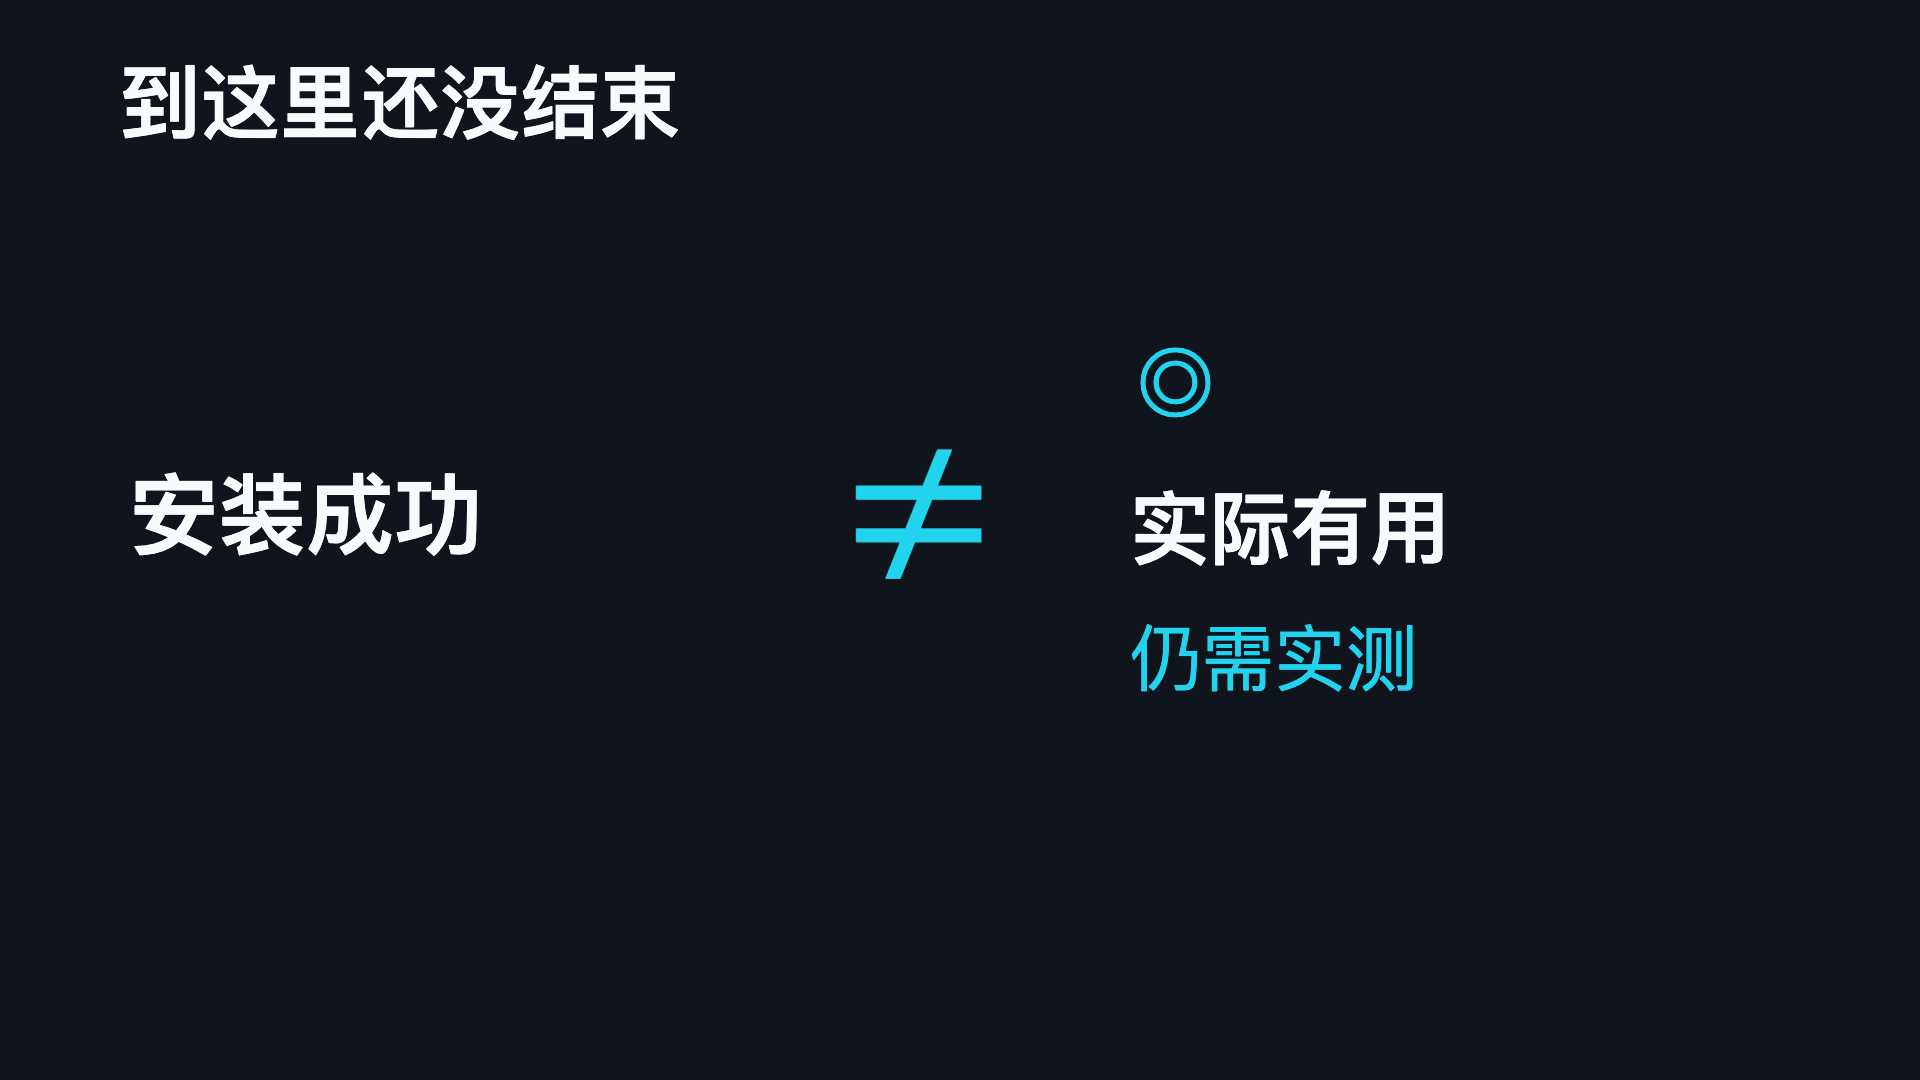 到这里还没结束
安装成功
≠
◎
实际有用
仍需实测